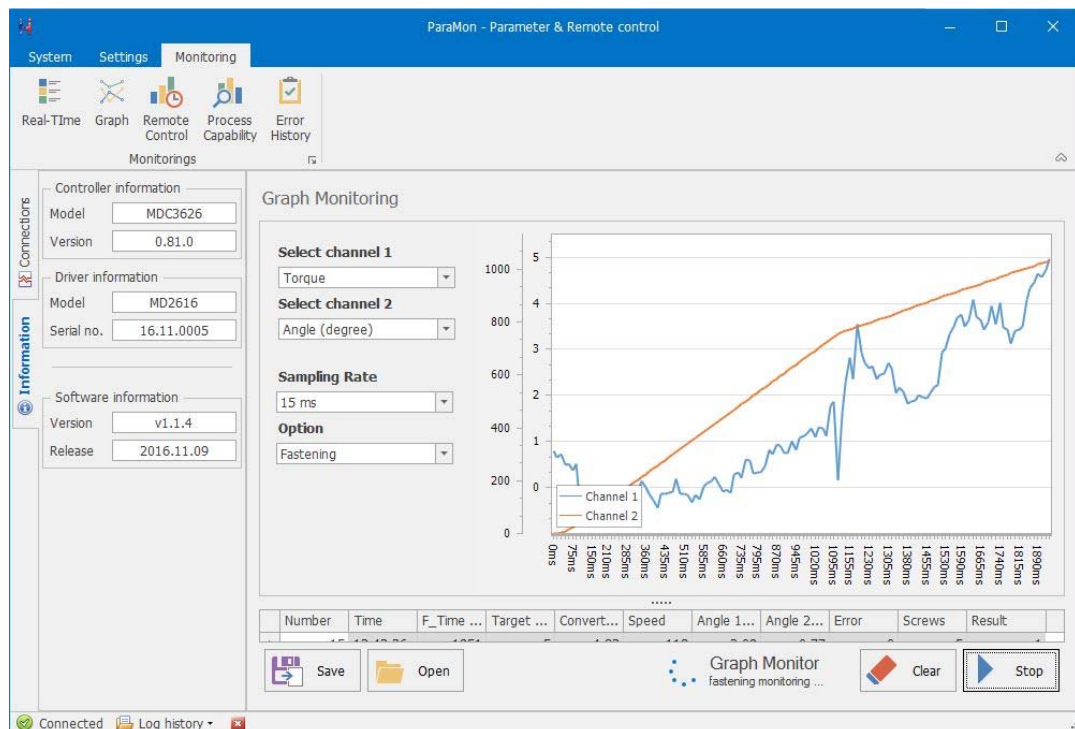 ParaMon - Parameter & Remote control
System Settings Monitoring
Real-TIme Graph Remote Control Process Capability Error History
Monitorings
Connections
Information
Controller information
Model MDC3626
Version 0.81.0
Driver information
Model MD2616
Serial no. 16.11.0005
Software information
Version v1.1.4
Release 2016.11.09
Graph Monitoring
Select channel 1
Torque
Select channel 2
Angle (degree)
Sampling Rate
15 ms
Option
Fastening
1000
800
600
400
200
0
5
4
3
2
1
0
Channel 1
Channel 2
0ms 75ms 150ms 210ms 285ms 360ms 435ms 510ms 585ms 660ms 735ms 795ms 870ms 945ms 1020ms 1095ms 1155ms 1230ms 1305ms 1380ms 1455ms 1530ms 1590ms 1665ms 1740ms 1815ms 1890ms
Number Time F_Time ... Target ... Convert... Speed Angle 1... Angle 2... Error Screws Result
Save Open Graph Monitor Clear Stop
fastening monitoring ...
Connected Log history